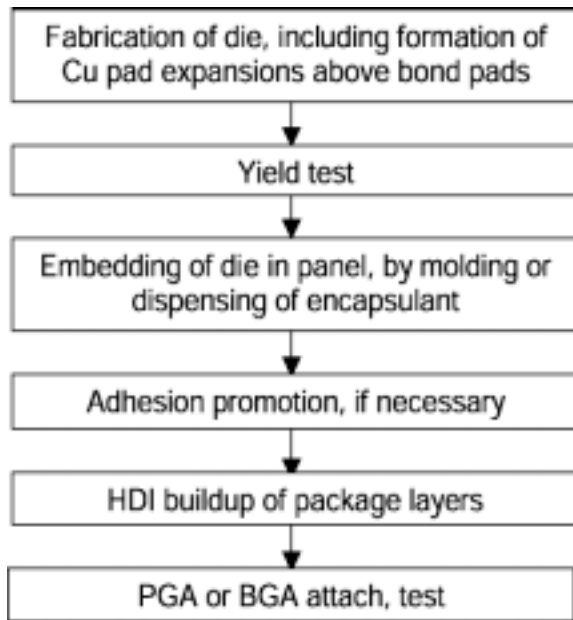 Fabrication of die, including formation of
Cu pad expansions above bond pads
Yield test
Embedding of die in panel, by molding or
dispensing of encapsulant
Adhesion promotion, if necessary
HDI buildup of package layers
PGA or BGA attach, test